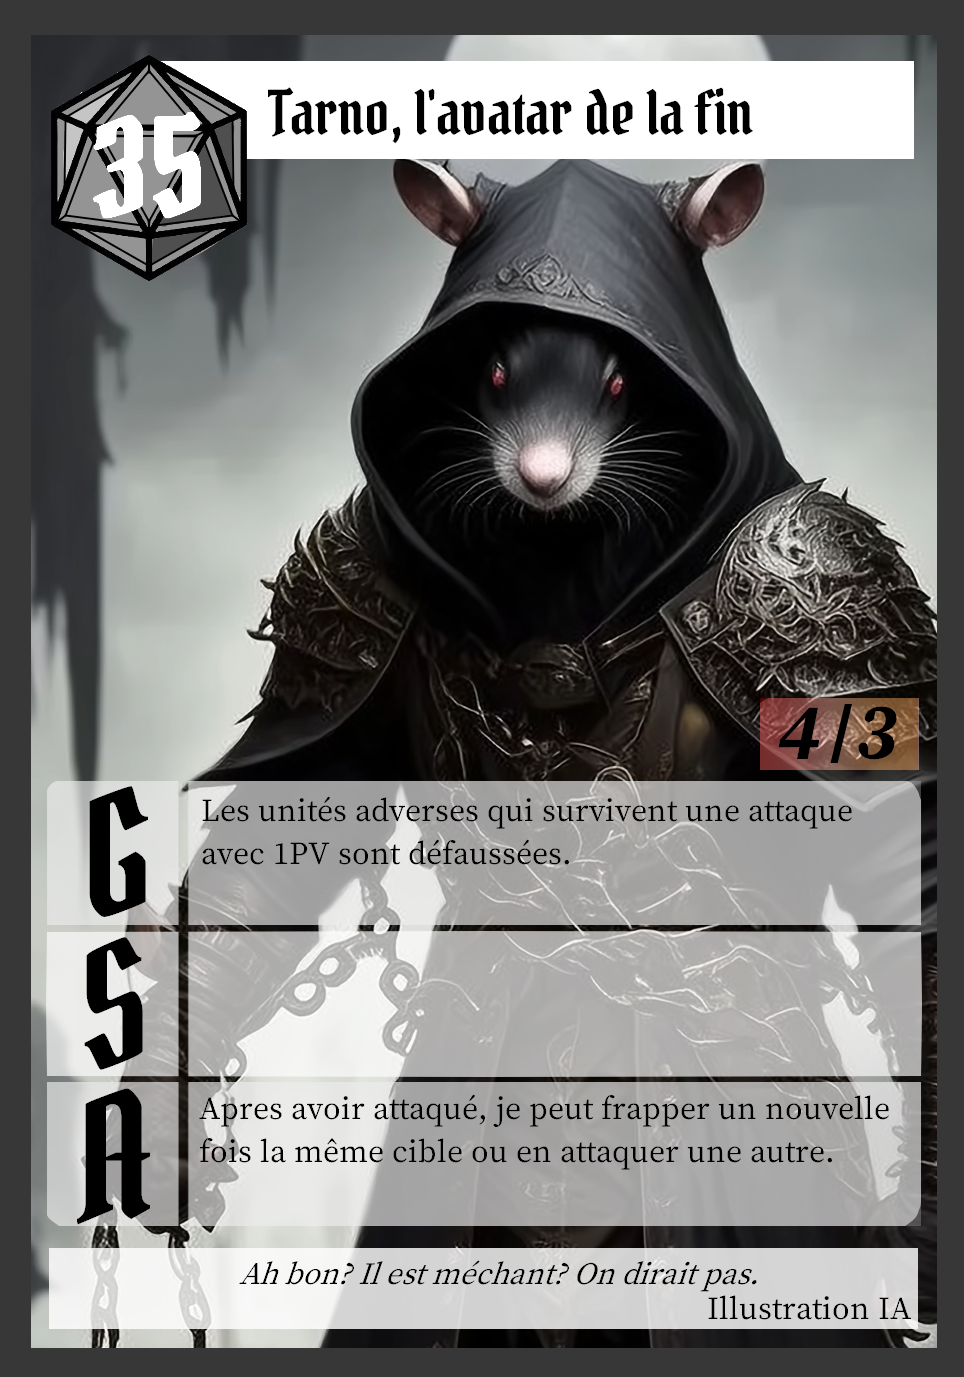 35
Tarno, l'avatar de la fin
4/3
G
Les unités adverses qui survivent une attaque
avec 1PV sont défaussées.
S
A
Apres avoir attaqué, je peut frapper un nouvelle
fois la même cible ou en attaquer une autre.
Ah bon? Il est méchant? On dirait pas.
Illustration IA